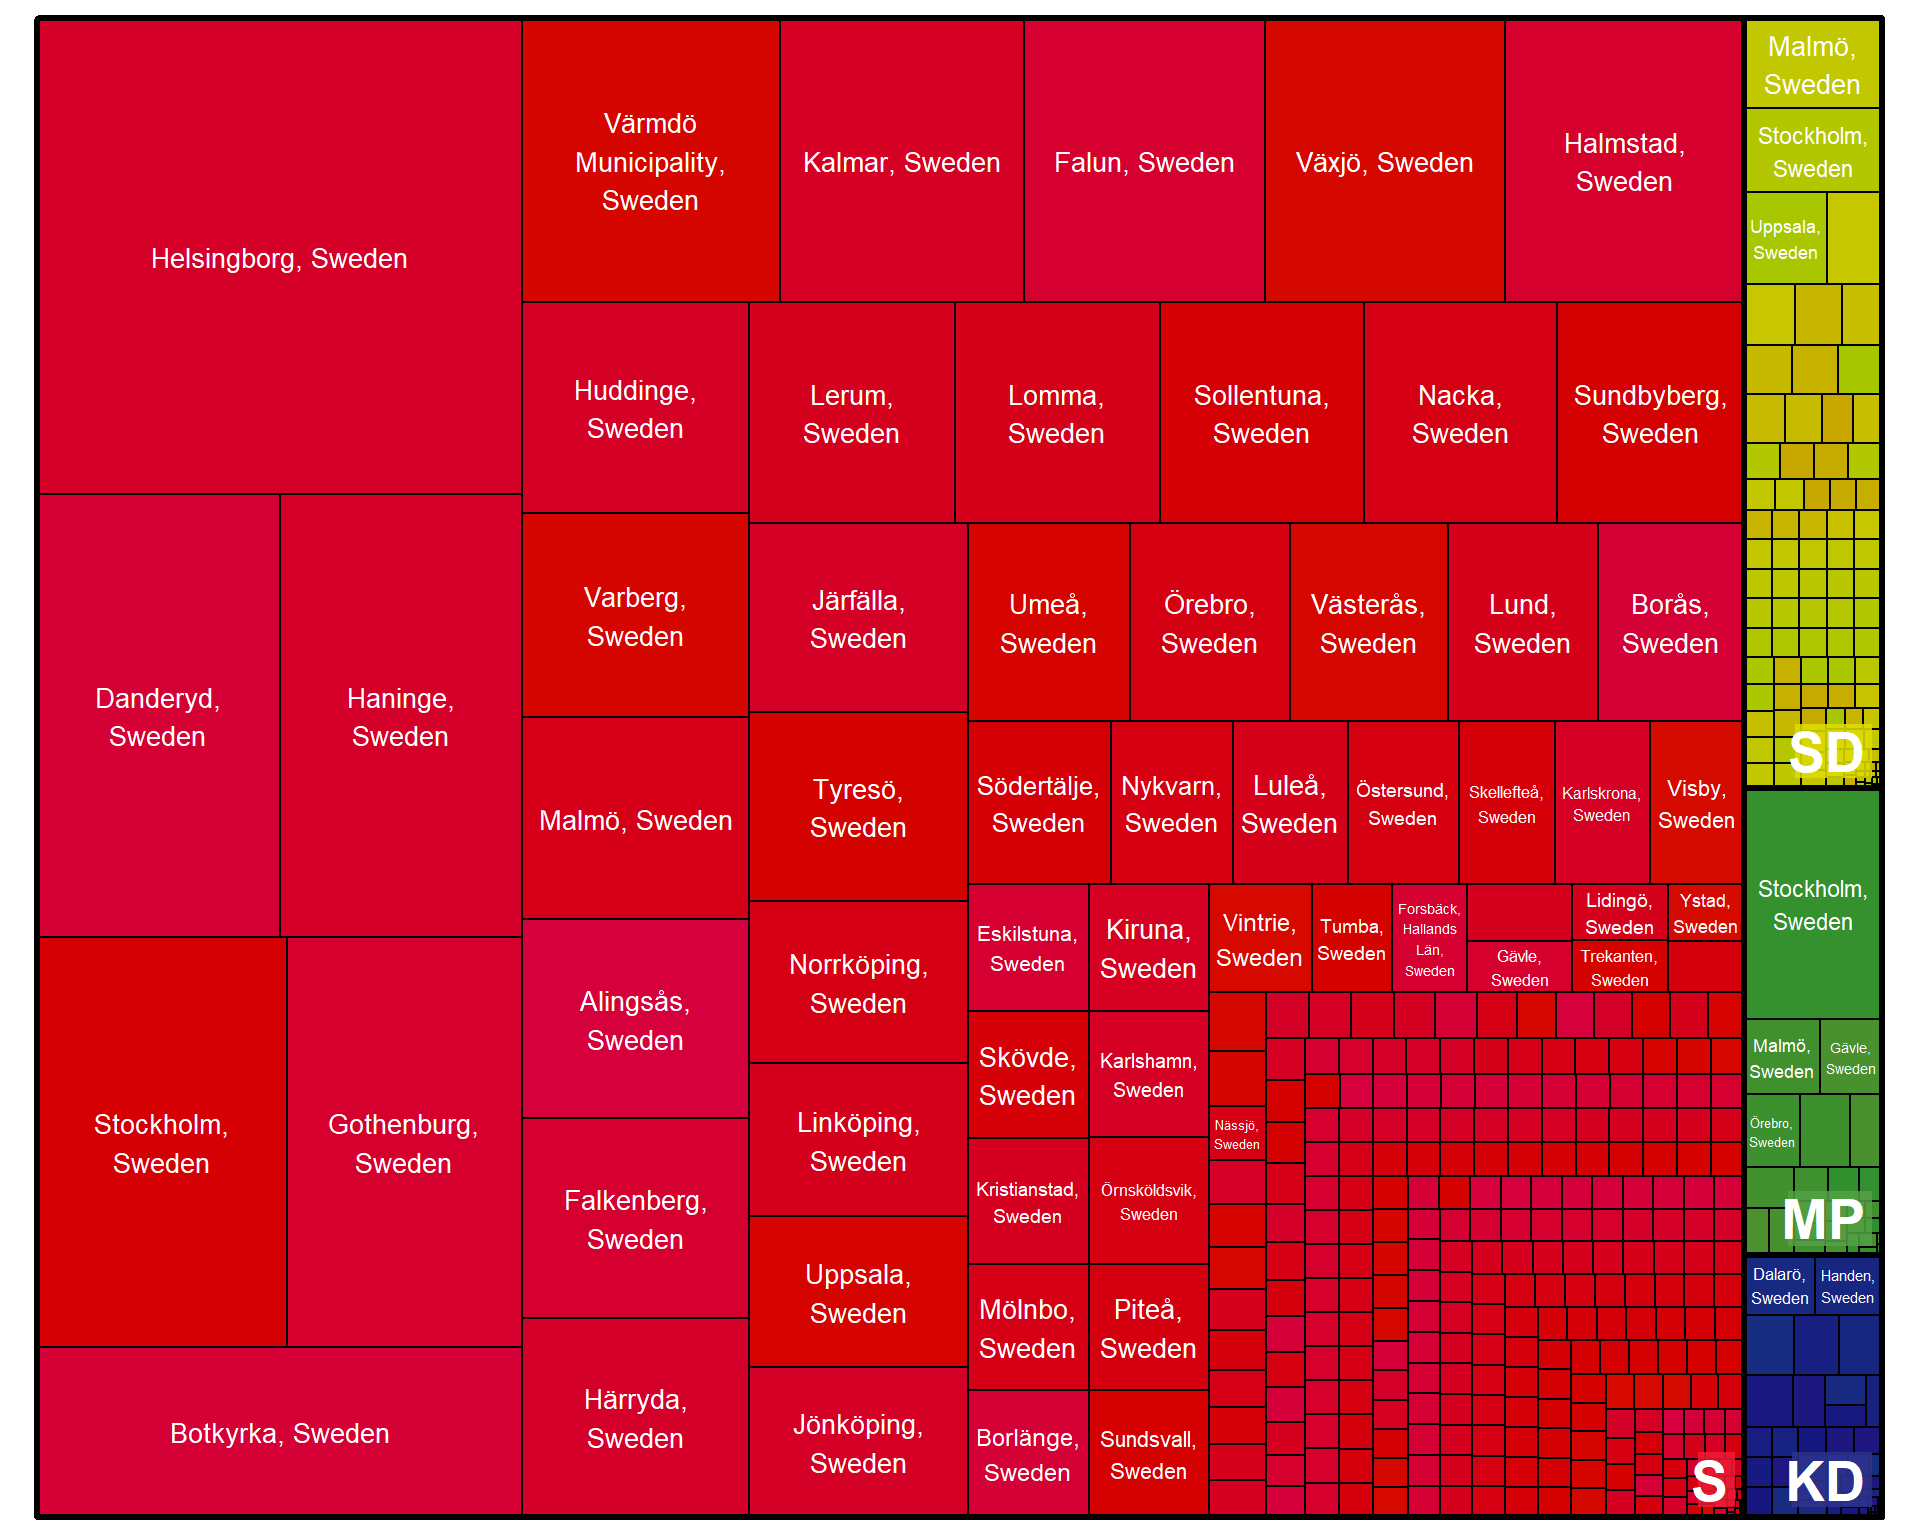 Helsingborg, Sweden
Danderyd,
Sweden
Haninge,
Sweden
Stockholm,
Sweden
Gothenburg,
Sweden
Botkyrka, Sweden
Värmdö
Municipality,
Sweden
Kalmar, Sweden
Falun, Sweden
Växjö, Sweden
Halmstad,
Sweden
Huddinge,
Sweden
Varberg,
Sweden
Malmö, Sweden
Alingsås,
Sweden
Falkenberg,
Sweden
Härryda,
Sweden
Lerum,
Sweden
Lomma,
Sweden
Sollentuna,
Sweden
Nacka,
Sweden
Sundbyberg,
Sweden
Järfälla,
Sweden
Tyresö,
Sweden
Norrköping,
Sweden
Linköping,
Sweden
Uppsala,
Sweden
Jönköping,
Sweden
Umeå,
Sweden
Örebro,
Sweden
Västerås,
Sweden
Lund,
Sweden
Borås,
Sweden
Södertälje,
Sweden
Nykvarn,
Sweden
Luleå,
Sweden
Östersund,
Sweden
Skellefteå,
Sweden
Karlskrona,
Sweden
Visby,
Sweden
Eskilstuna,
Sweden
Skövde,
Sweden
Kristianstad,
Sweden
Mölnbo,
Sweden
Borlänge,
Sweden
Kiruna,
Sweden
Karlshamn,
Sweden
Örnsköldsvik,
Sweden
Piteå,
Sweden
Sundsvall,
Sweden
Vintrie,
Sweden
Tumba,
Sweden
Forsbäck,
Hallands
Län,
Sweden
Gävle,
Sweden
Lidingö,
Sweden
Trekanten,
Sweden
Ystad,
Sweden
Nässjö,
Sweden
S
Malmö,
Sweden
Stockholm,
Sweden
Uppsala,
Sweden
SD
Stockholm,
Sweden
Malmö,
Sweden
Gävle,
Sweden
Örebro,
Sweden
MP
Dalarö,
Sweden
Handen,
Sweden
KD